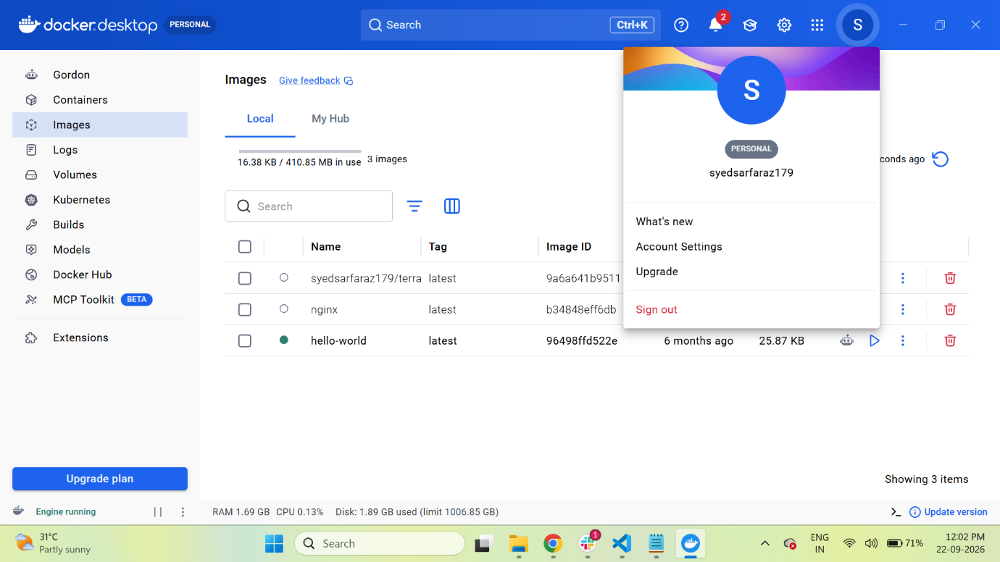 docker.desktop PERSONAL Search Ctrl+K 2 S
Gordon
Containers
Images
Logs
Volumes
Kubernetes
Builds
Models
Docker Hub
MCP Toolkit BETA
Extensions
Upgrade plan
Images Give feedback
Local My Hub
16.38 KB / 410.85 MB in use 3 images
conds ago
Search
Name Tag Image ID
syedsarfaraz179/terra latest 9a6a641b9511
nginx latest b34848eff6db
hello-world latest 96498ffd522e 6 months ago 25.87 KB
Showing 3 items
S
PERSONAL
syedsarfaraz179
What's new
Account Settings
Upgrade
Sign out
Engine running RAM 1.69 GB CPU 0.13% Disk: 1.89 GB used (limit 1006.85 GB) Update version
31°C
Partly sunny
Search
1
ENG
IN
71%
12:02 PM
22-09-2026